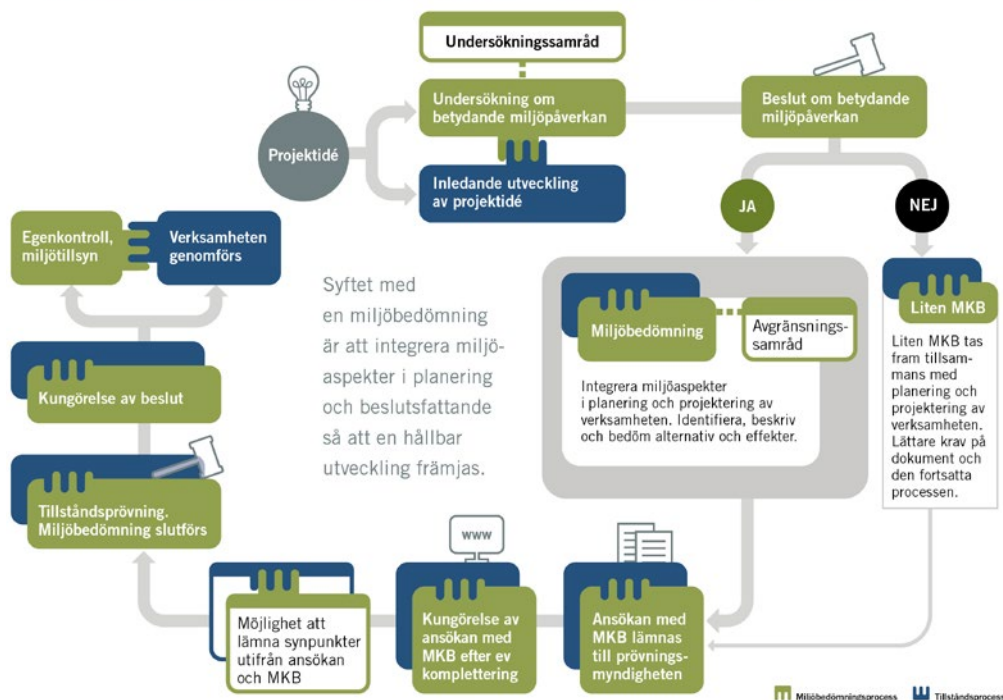 Undersökningssamråd
Undersökning om
betydande miljöpåverkan
Beslut om betydande
miljöpåverkan
Projektidé
Inledande utveckling
av projektidé
JA
NEJ
Egenkontroll,
miljötillsyn
Verksamheten
genomförs
Syftet med
en miljöbedömning
är att integrera miljö-
aspekter i planering
och beslutsfattande
så att en hållbar
utveckling främjas.
Miljöbedömning
Avgränsnings-
samråd
Integrera miljöaspekter
i planering och projektering av
verksamheten. Identifiera, beskriv
och bedöm alternativ och effekter.
Liten MKB
Liten MKB tas
fram tillsam-
mans med
planering och
projektering av
verksamheten.
Lättare krav på
dokument och
den fortsatta
processen.
Kungörelse av beslut
Tillståndsprövning.
Miljöbedömning slutförs
Möjlighet att
lämna synpunkter
utifrån ansökan
och MKB
www
Kungörelse av
ansökan med
MKB efter ev
komplettering
Ansökan med
MKB lämnas
till prövnings-
myndigheten
Miljöbedömningsprocess
Tillståndsprocess